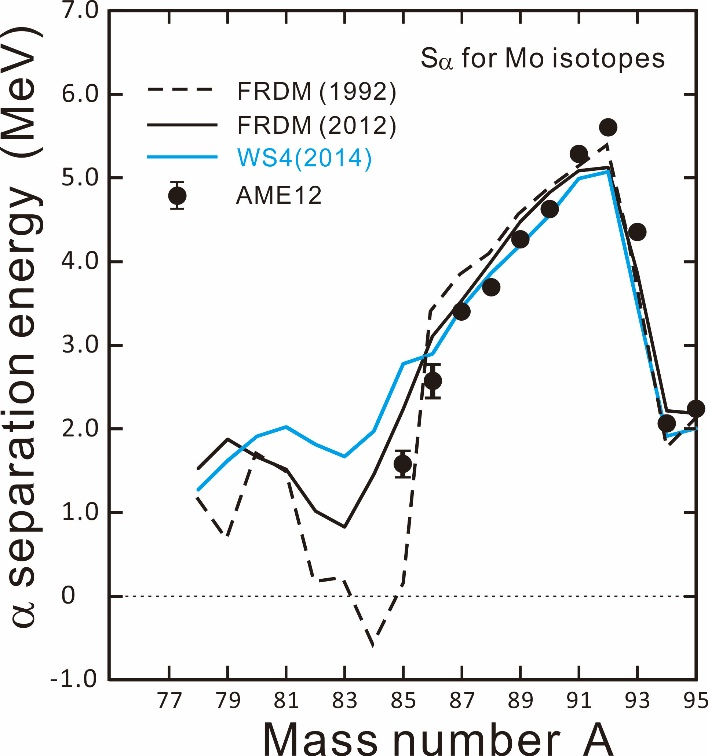 7.0
6.0
5.0
4.0
3.0
2.0
1.0
0
-1.0
α separation energy (MeV)
Sα for Mo isotopes
FRDM (1992)
FRDM (2012)
WS4(2014)
AME12
77 79 81 83 85 87 89 91 93 95
Mass number A